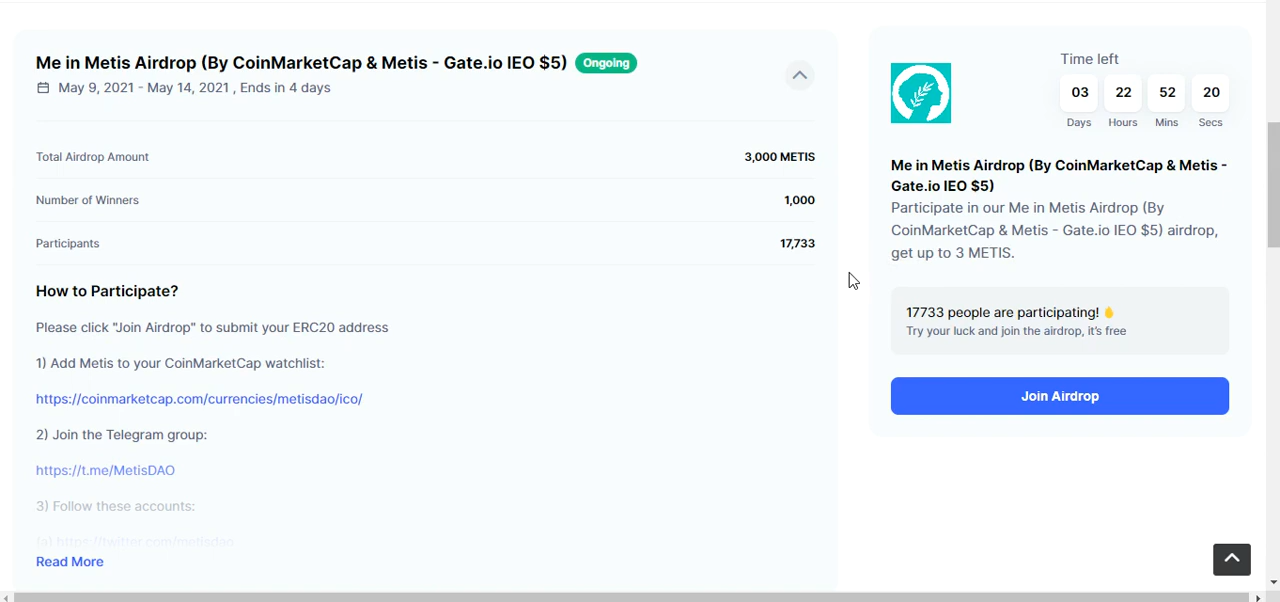 Me in Metis Airdrop (By CoinMarketCap & Metis - Gate.io IEO $5) Ongoing
May 9, 2021 - May 14, 2021 , Ends in 4 days
Total Airdrop Amount 3,000 METIS
Number of Winners 1,000
Participants 17,733
How to Participate?
Please click "Join Airdrop" to submit your ERC20 address
1) Add Metis to your CoinMarketCap watchlist:
https://coinmarketcap.com/currencies/metisdao/ico/
2) Join the Telegram group:
https://t.me/MetisDAO
3) Follow these accounts:
(a) https://twitter.com/metisdao
Read More
Time left
03 22 52 20
Days Hours Mins Secs
Me in Metis Airdrop (By CoinMarketCap & Metis -
Gate.io IEO $5)
Participate in our Me in Metis Airdrop (By
CoinMarketCap & Metis - Gate.io IEO $5) airdrop,
get up to 3 METIS.
17733 people are participating!
Try your luck and join the airdrop, it's free
Join Airdrop